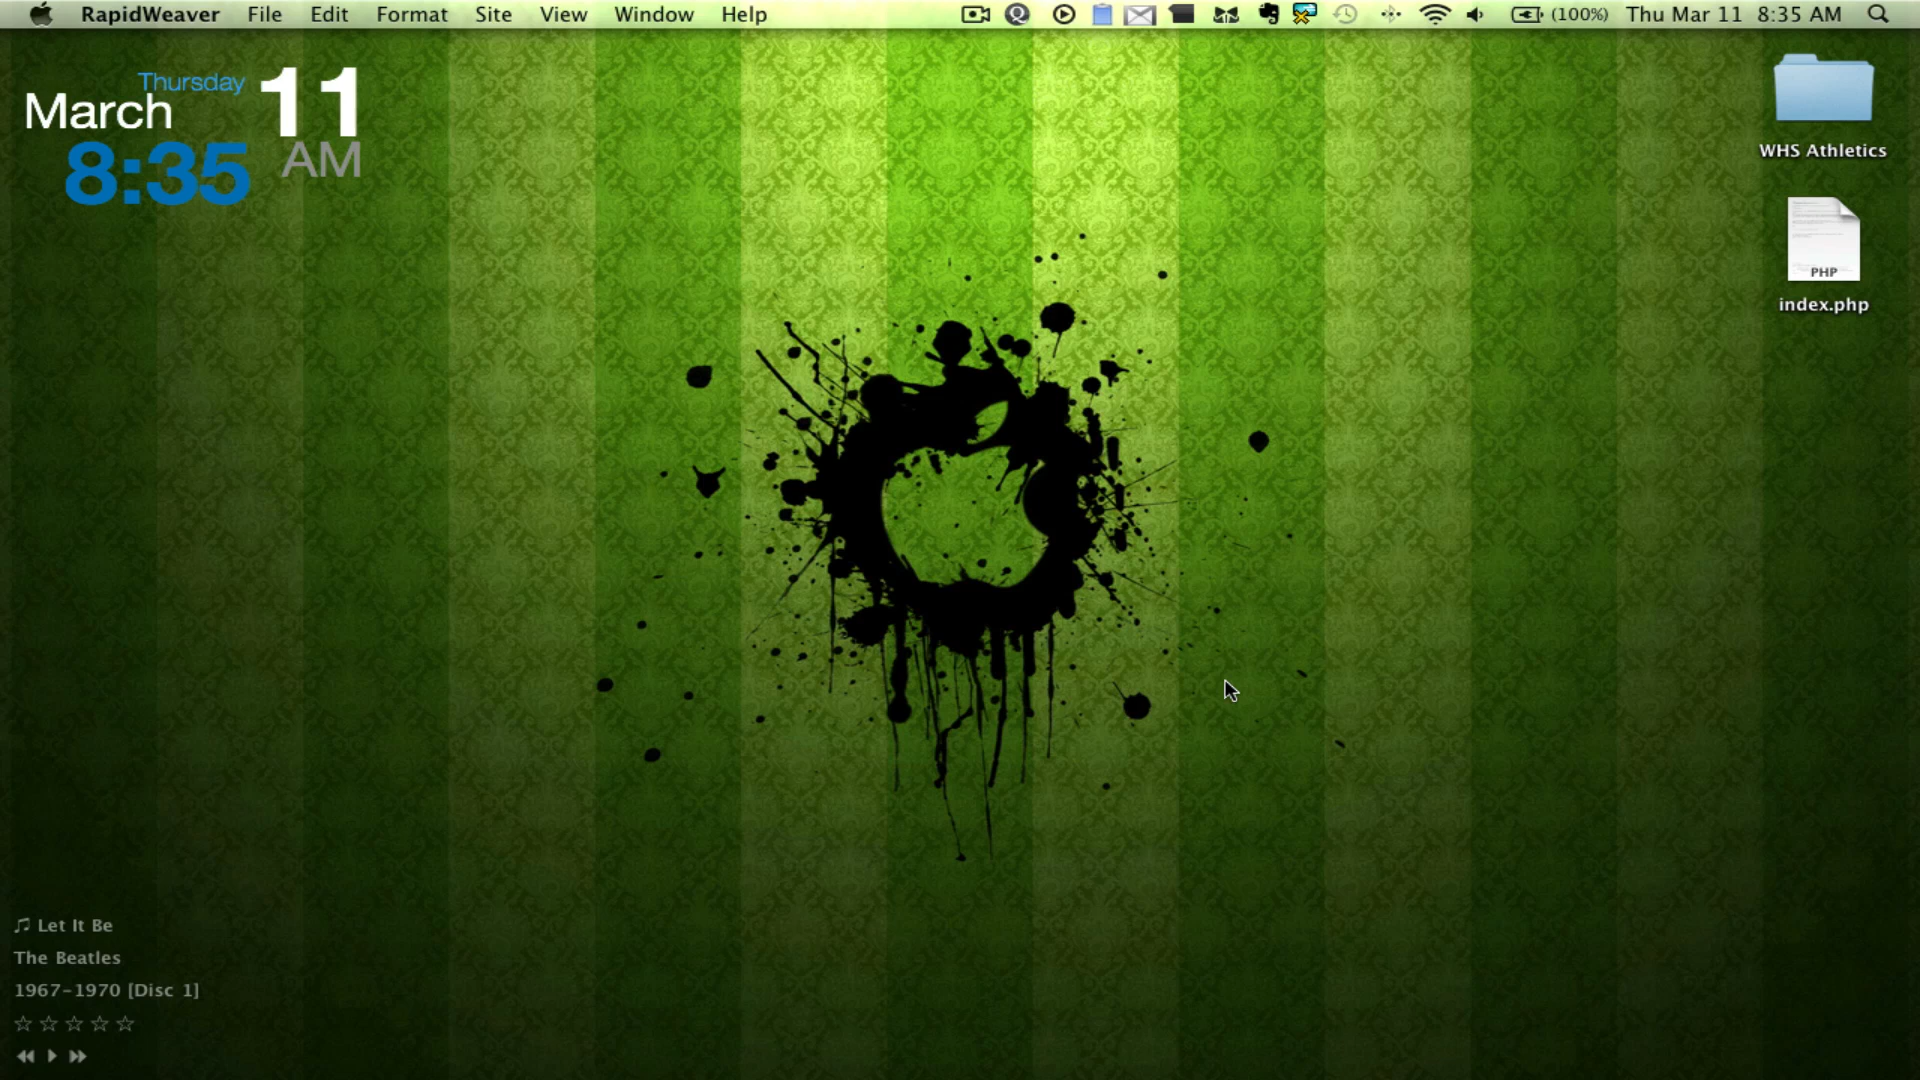 RapidWeaver File Edit Format Site View Window Help (100%) Thu Mar 11 8:35 AM
Thursday
March 11
8:35 AM
WHS Athletics
PHP
index.php
Let It Be
The Beatles
1967-1970 [Disc 1]